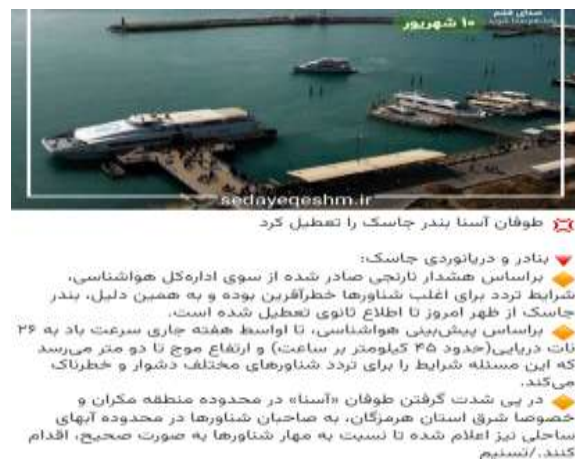 صدای قشم
۱۰ شهریور
sedayeqeshm.ir
طوفان آسنا بندر جاسک را تعطیل کرد
بنادر و دریانوردی جاسک:
براساس هشدار نارنجی صادر شده از سوی اداره‌کل هواشناسی،
شرایط تردد برای اغلب شناورها خطرآفرین بوده و به همین دلیل، بندر
جاسک از ظهر امروز تا اطلاع ثانوی تعطیل شده است.
براساس پیش‌بینی هواشناسی، تا اواسط هفته جاری سرعت باد به ۲۶
نات دریایی(حدود ۴۵ کیلومتر بر ساعت) و ارتفاع موج تا دو متر می‌رسد
که این مسئله شرایط را برای تردد شناورهای مختلف دشوار و خطرناک
می‌کند.
در پی شدت گرفتن طوفان «آسنا» در محدوده منطقه مکران و
خصوصا شرق استان هرمزگان، به صاحبان شناورها در محدوده آبهای
ساحلی نیز اعلام شده تا نسبت به مهار شناورها به صورت صحیح، اقدام
کنند./تسنیم